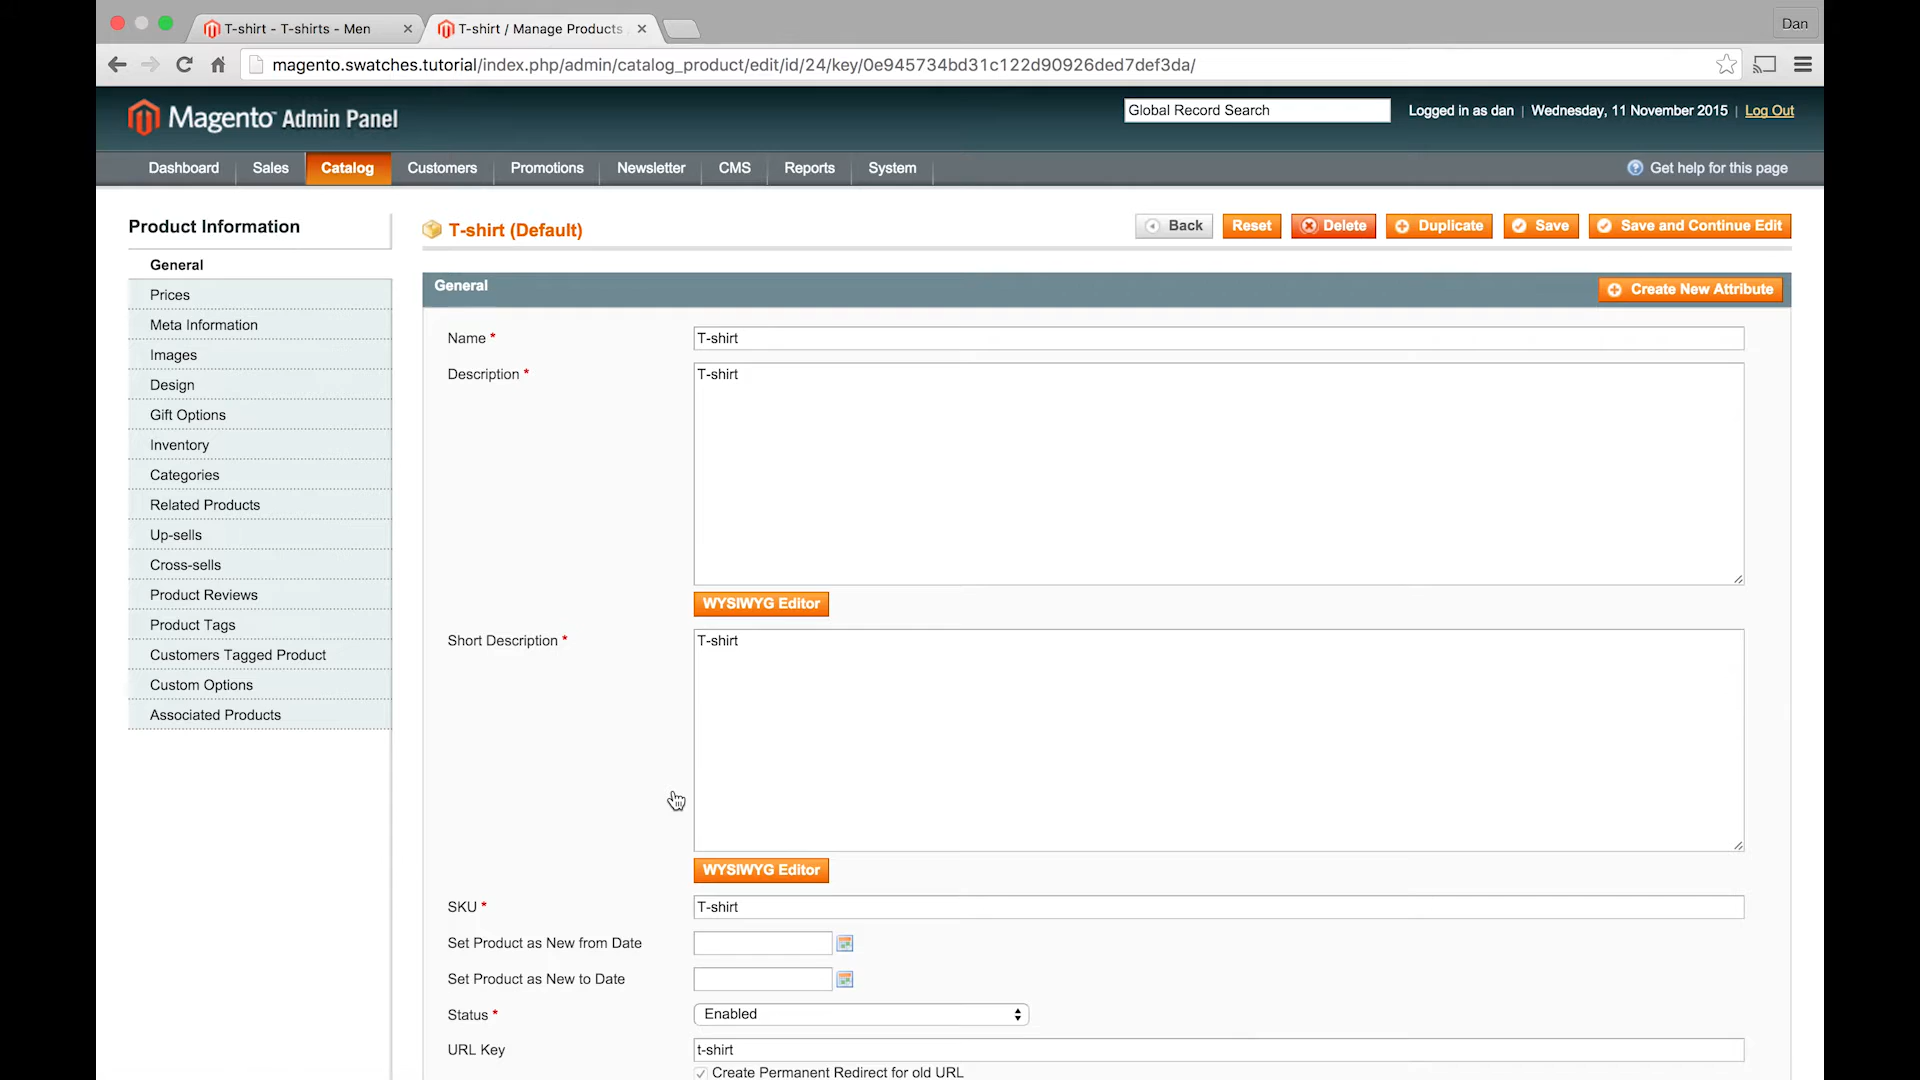 T-shirt - T-shirts - Men
T-shirt / Manage Products
Dan
magento.swatches.tutorial/index.php/admin/catalog_product/edit/id/24/key/0e945734bd31c122d90926ded7def3da/
Magento Admin Panel
Global Record Search
Logged in as dan | Wednesday, 11 November 2015 | Log Out
Dashboard Sales Catalog Customers Promotions Newsletter CMS Reports System
Get help for this page
Product Information
General
Prices
Meta Information
Images
Design
Gift Options
Inventory
Categories
Related Products
Up-sells
Cross-sells
Product Reviews
Product Tags
Customers Tagged Product
Custom Options
Associated Products
T-shirt (Default)
Back Reset Delete Duplicate Save Save and Continue Edit
General
Create New Attribute
Name * T-shirt
Description * T-shirt
WYSIWYG Editor
Short Description * T-shirt
WYSIWYG Editor
SKU * T-shirt
Set Product as New from Date
Set Product as New to Date
Status * Enabled
URL Key t-shirt
Create Permanent Redirect for old URL